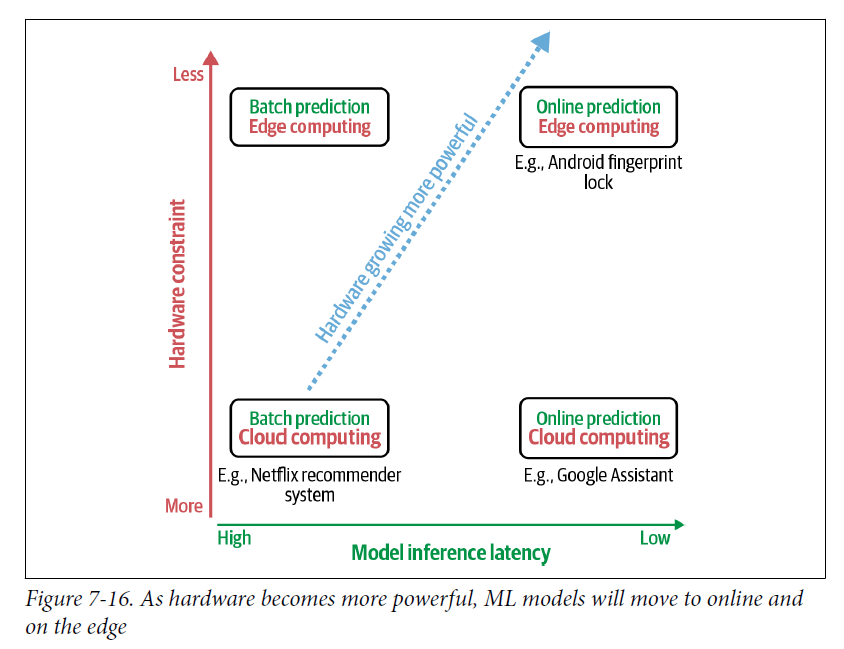 Less
Batch prediction
Edge computing
Online prediction
Edge computing
E.g., Android fingerprint
lock
Hardware growing more powerful
Hardware constraint
Batch prediction
Cloud computing
E.g., Netflix recommender
system
Online prediction
Cloud computing
E.g., Google Assistant
More
High
Low
Model inference latency
Figure 7-16. As hardware becomes more powerful, ML models will move to online and
on the edge